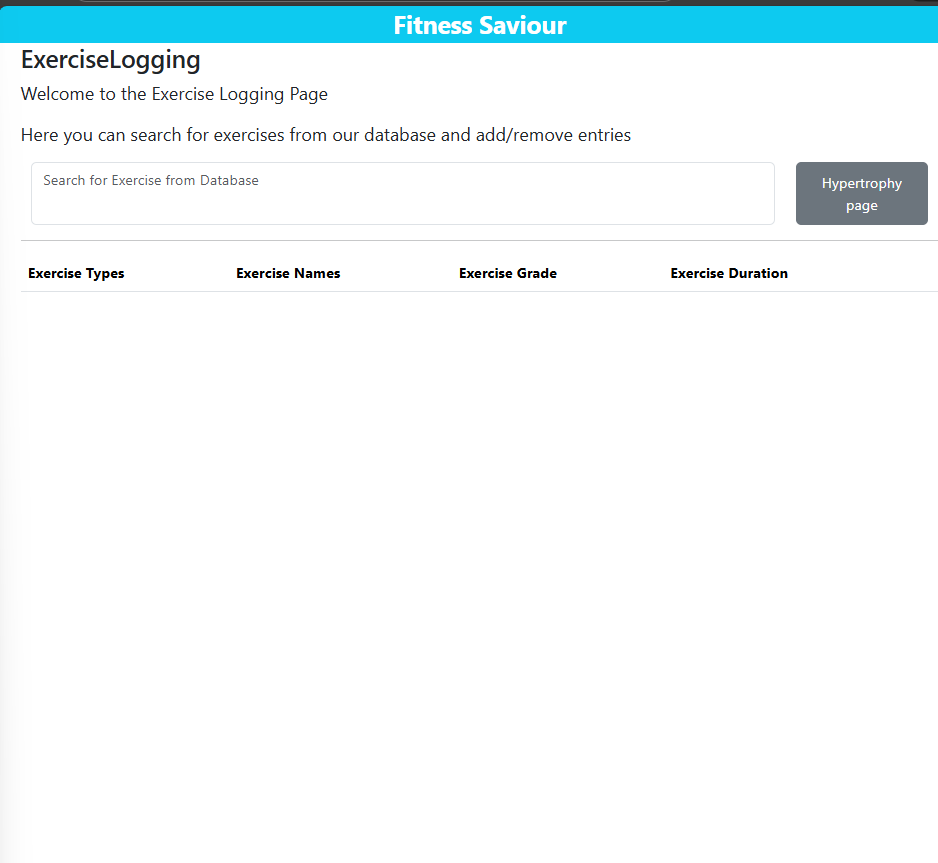 Fitness Saviour
ExerciseLogging
Welcome to the Exercise Logging Page
Here you can search for exercises from our database and add/remove entries
Search for Exercise from Database
Hypertrophy
page
Exercise Types Exercise Names Exercise Grade Exercise Duration